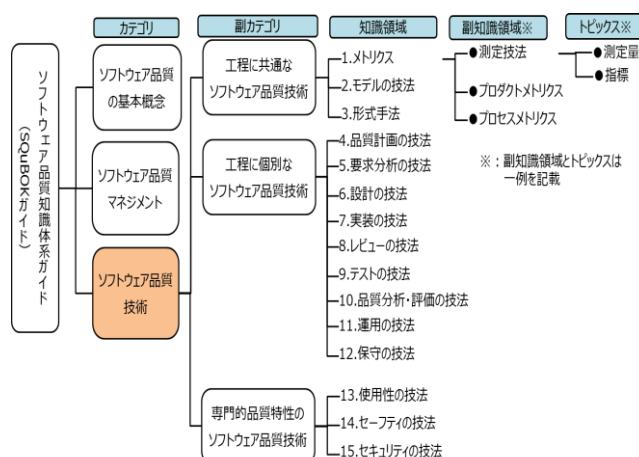 カテゴリ
副カテゴリ
知識領域
副知識領域※
トピックス※
ソフトウェア品質知識体系ガイド
(SQuBOKガイド)
ソフトウェア品質
の基本概念
ソフトウェア品質
マネジメント
ソフトウェア品質
技術
工程に共通な
ソフトウェア品質技術
工程に個別な
ソフトウェア品質技術
専門的品質特性の
ソフトウェア品質技術
1.メトリクス
2.モデルの技法
3.形式手法
4.品質計画の技法
5.要求分析の技法
6.設計の技法
7.実装の技法
8.レビューの技法
9.テストの技法
10.品質分析・評価の技法
11.運用の技法
12.保守の技法
13.使用性の技法
14.セーフティの技法
15.セキュリティの技法
●測定技法
●プロダクトメトリクス
●プロセスメトリクス
●測定量
●指標
※：副知識領域とトピックスは
一例を記載